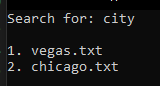 Search for: city
1. vegas.txt
2. chicago.txt